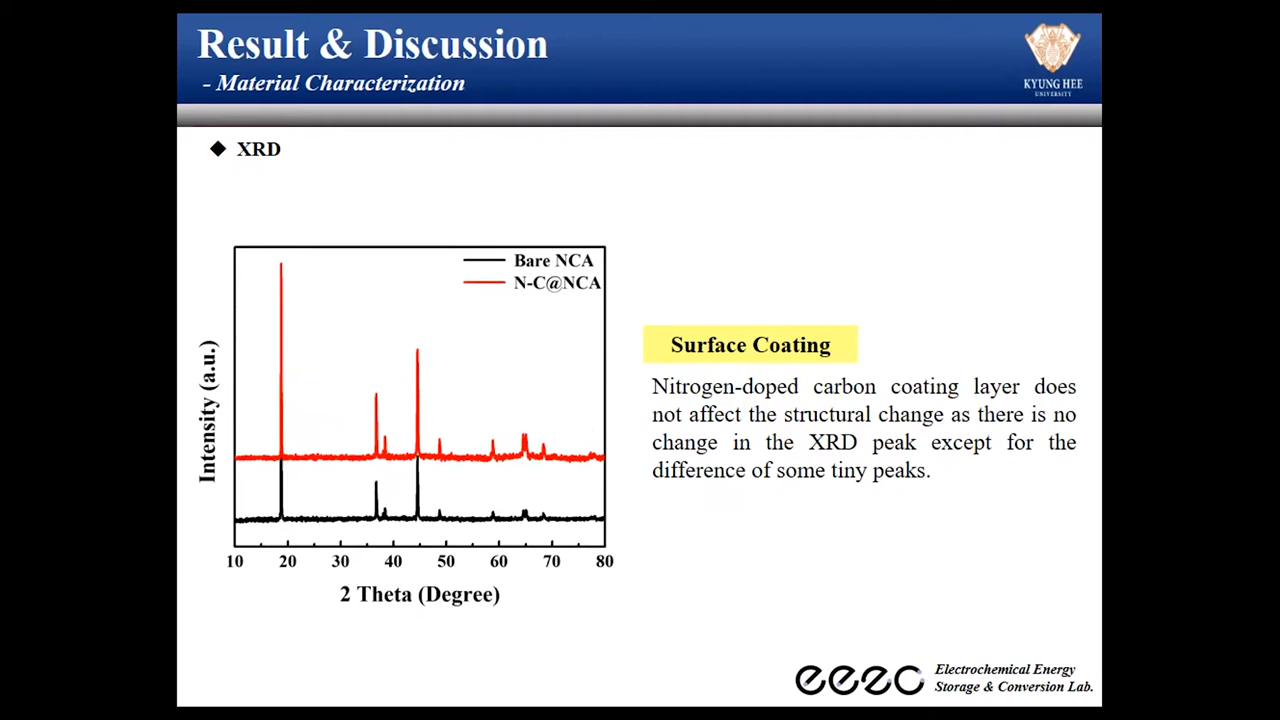 Result & Discussion
- Material Characterization
KYUNG HEE
UNIVERSITY
◆ XRD
Bare NCA
N-C@NCA
Intensity (a.u.)
10 20 30 40 50 60 70 80
2 Theta (Degree)
Surface Coating
Nitrogen-doped carbon coating layer does
not affect the structural change as there is no
change in the XRD peak except for the
difference of some tiny peaks.
eezc
Electrochemical Energy
Storage & Conversion Lab.